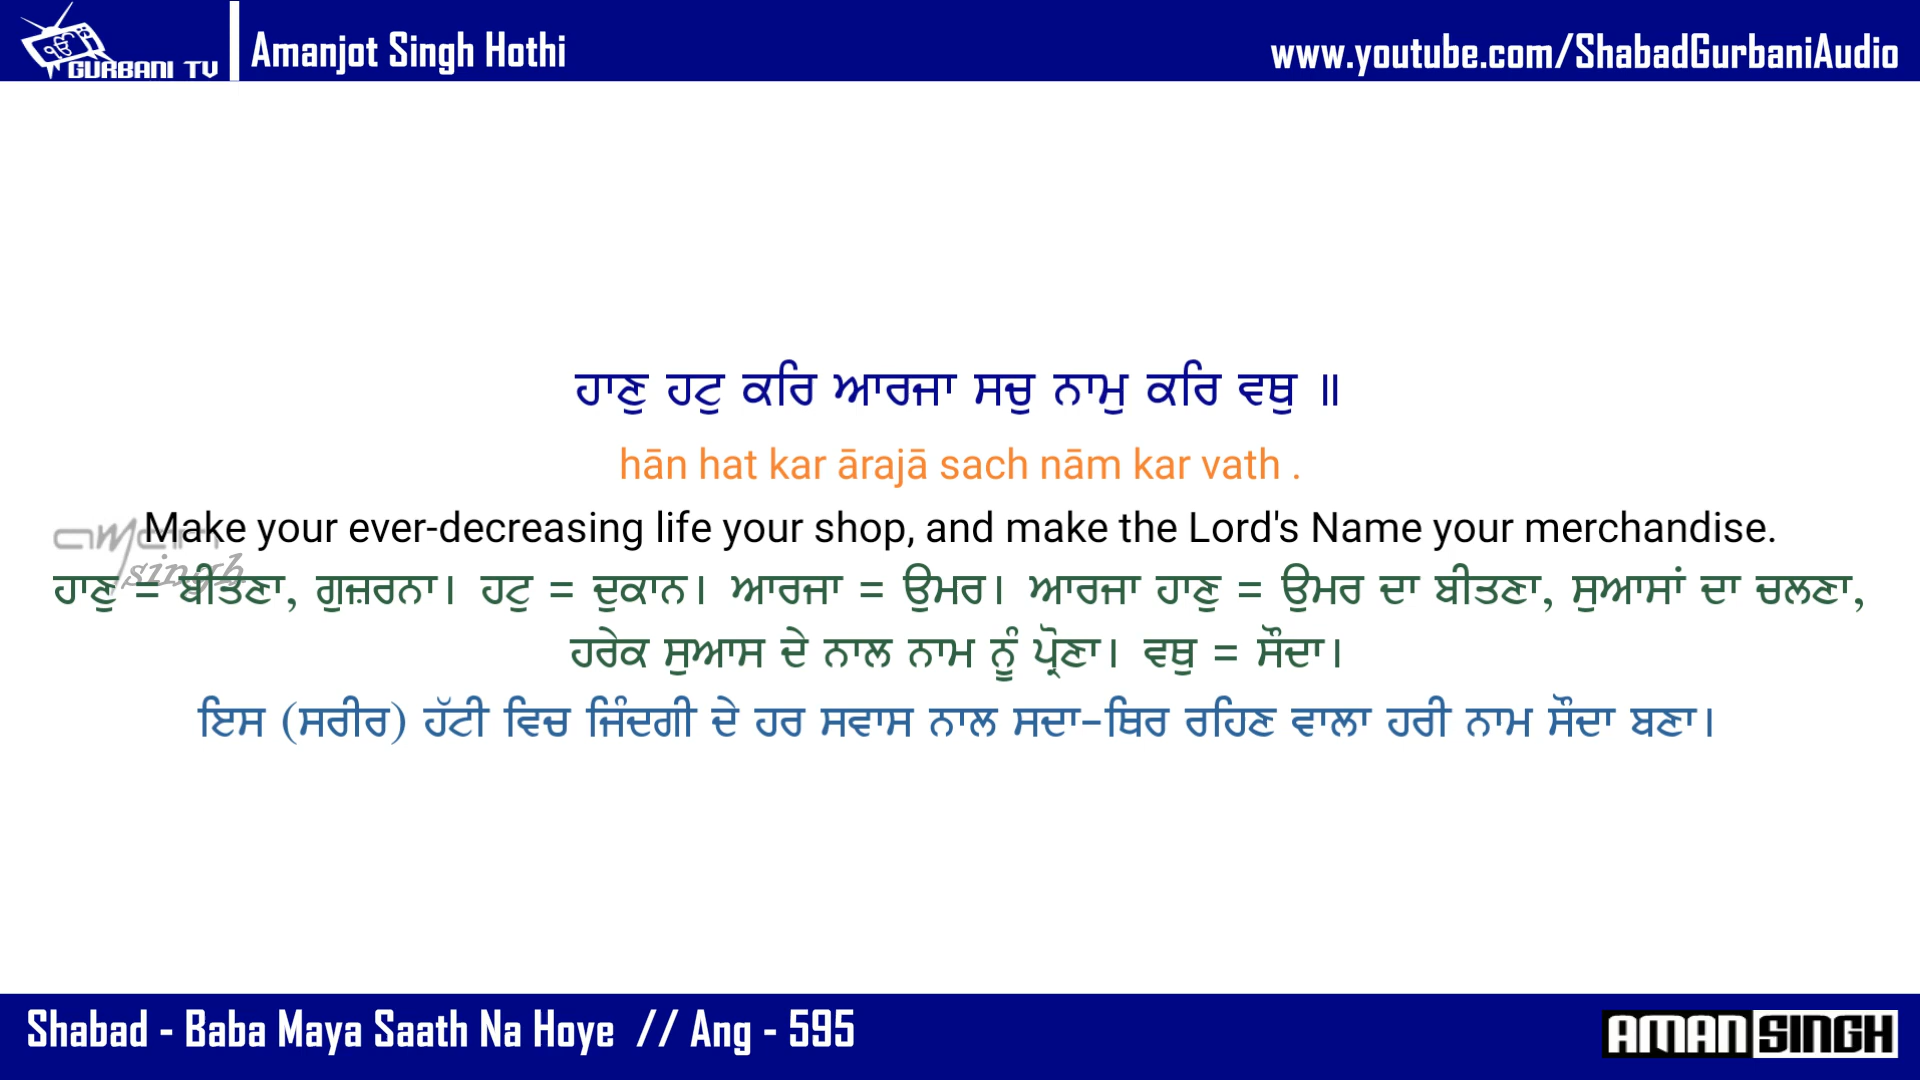 GURBANI TV
Amanjot Singh Hothi
www.youtube.com/ShabadGurbaniAudio
ਹਾਣੁ ਹਟੁ ਕਰਿ ਆਰਜਾ ਸਚੁ ਨਾਮੁ ਕਰਿ ਵਥੁ ॥
hān hat kar ārajā sach nām kar vath .
Make your ever-decreasing life your shop, and make the Lord's Name your merchandise.
aman
singh
ਹਾਣੁ = ਬੀਤਣਾ, ਗੁਜ਼ਰਨਾ। ਹਟੁ = ਦੁਕਾਨ। ਆਰਜਾ = ਉਮਰ। ਆਰਜਾ ਹਾਣੁ = ਉਮਰ ਦਾ ਬੀਤਣਾ, ਸੁਆਸਾਂ ਦਾ ਚਲਣਾ,
ਹਰੇਕ ਸੁਆਸ ਦੇ ਨਾਲ ਨਾਮ ਨੂੰ ਪ੍ਰੋਣਾ। ਵਥੁ = ਸੌਦਾ।
ਇਸ (ਸਰੀਰ) ਹੱਟੀ ਵਿਚ ਜਿੰਦਗੀ ਦੇ ਹਰ ਸਵਾਸ ਨਾਲ ਸਦਾ-ਥਿਰ ਰਹਿਣ ਵਾਲਾ ਹਰੀ ਨਾਮ ਸੌਦਾ ਬਣਾ।
Shabad - Baba Maya Saath Na Hoye // Ang - 595
AMAN SINGH